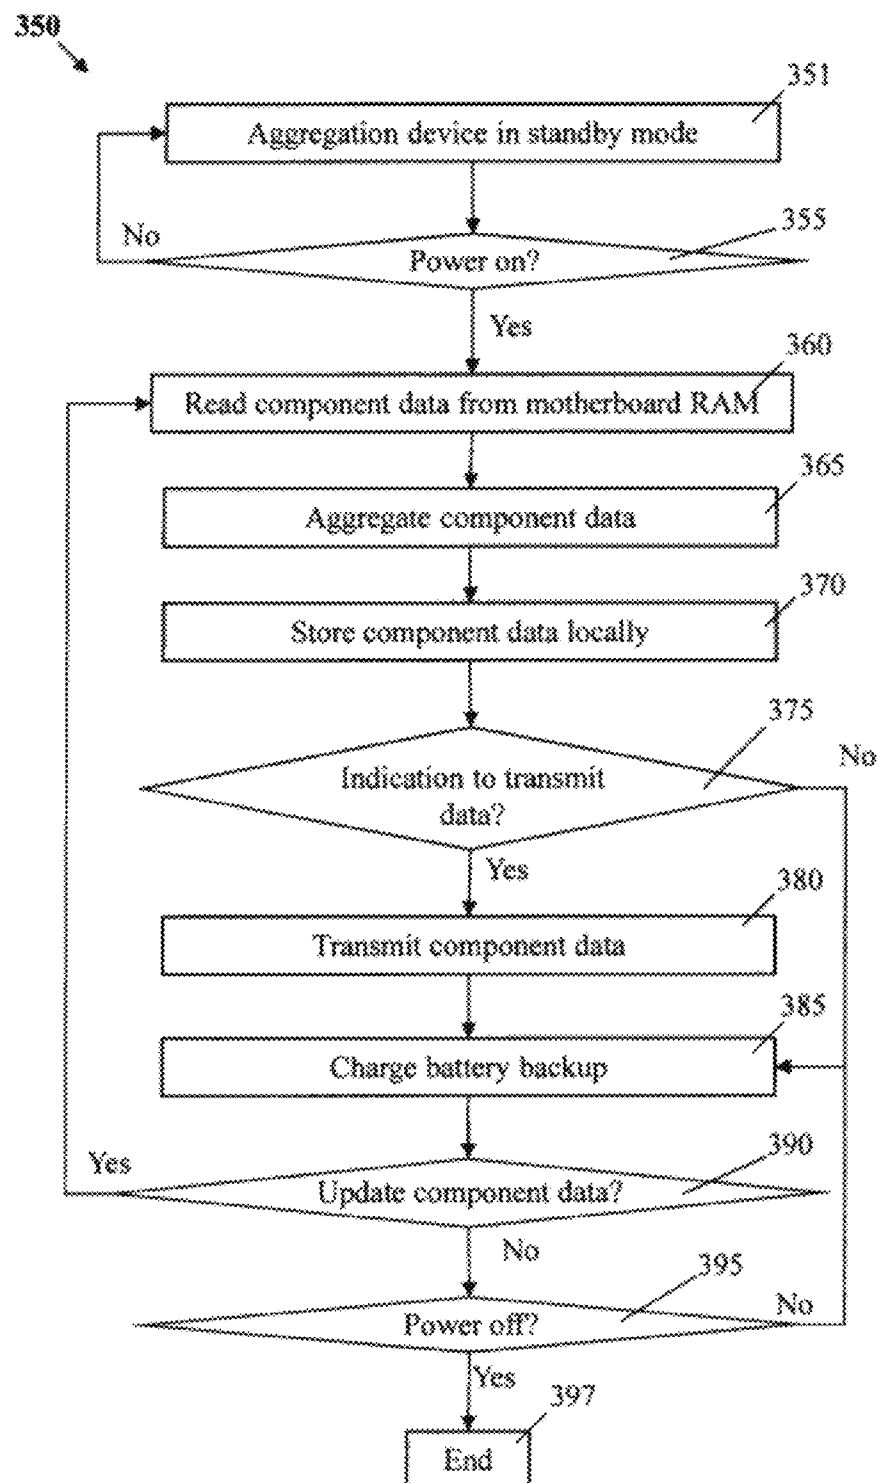 350
351
Aggregation device in standby mode
No
355
Power on?
Yes
360
Read component data from motherboard RAM
365
Aggregate component data
370
Store component data locally
375
No
Indication to transmit
data?
Yes
380
Transmit component data
385
Charge battery backup
390
Yes
Update component data?
No
395
No
Power off?
Yes
397
End